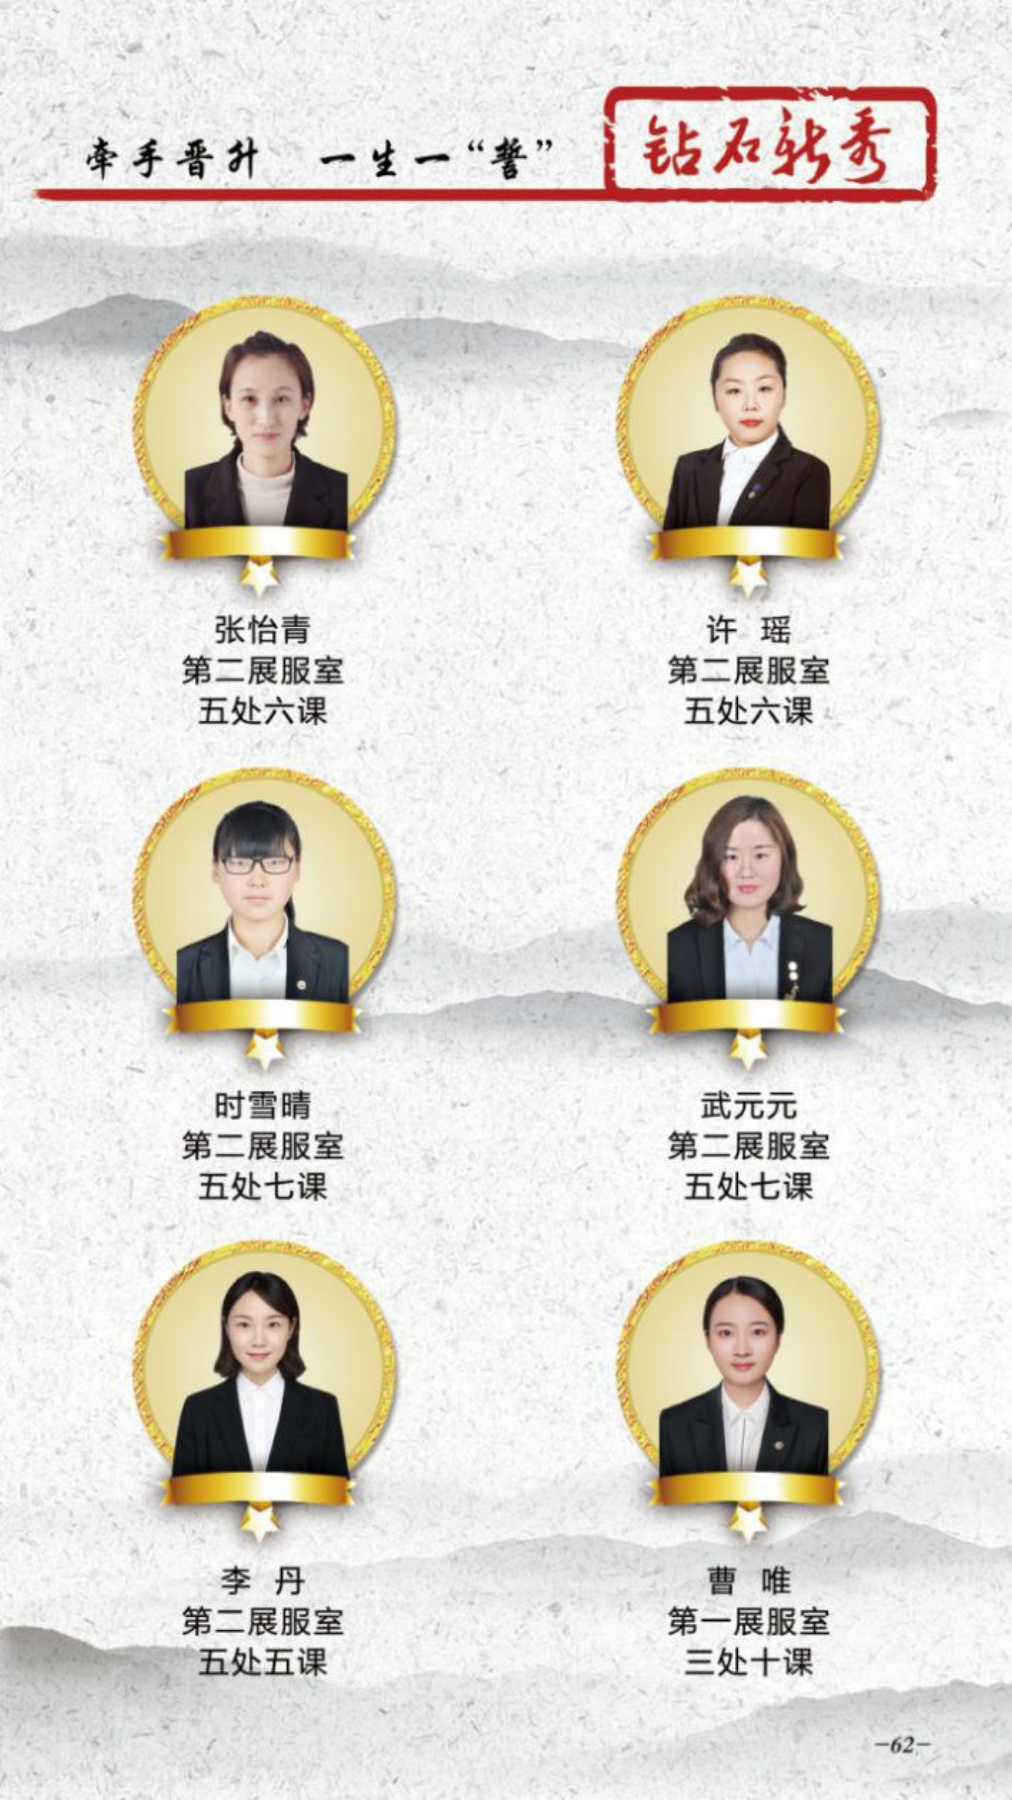 牵手晋升 一生一“誓”
钻石新秀
张怡青
第二展服室
五处六课
许 瑶
第二展服室
五处六课
时雪晴
第二展服室
五处七课
武元元
第二展服室
五处七课
李 丹
第二展服室
五处五课
曹 唯
第一展服室
三处十课
-62-